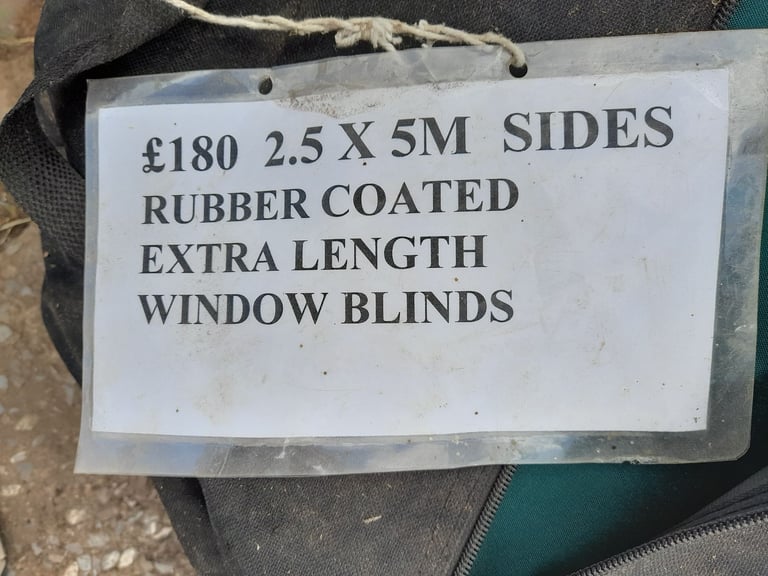 £180 2.5 X 5M SIDES
RUBBER COATED
EXTRA LENGTH
WINDOW BLINDS